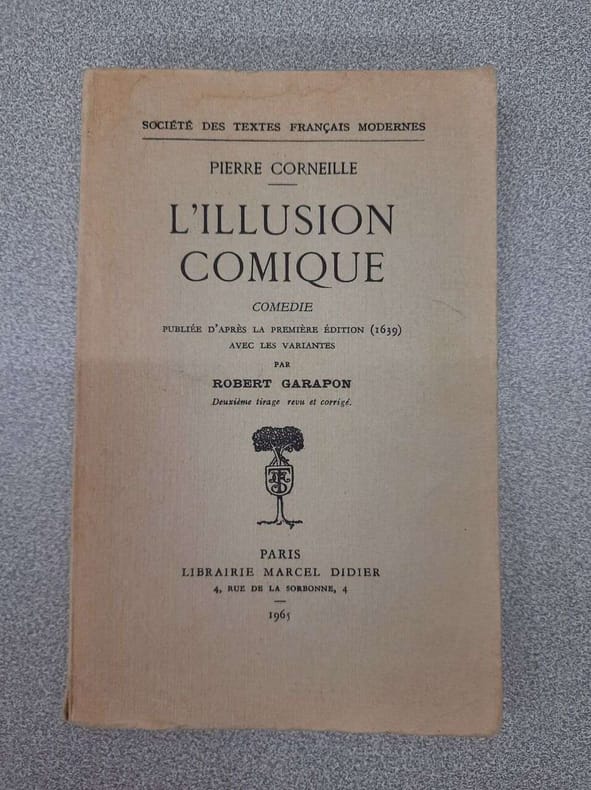 SOCIÉTÉ DES TEXTES FRANÇAIS MODERNES
PIERRE CORNEILLE
L'ILLUSION
COMIQUE
COMEDIE
PUBLIÉE D'APRÈS LA PREMIÈRE ÉDITION (1639)
AVEC LES VARIANTES
PAR
ROBERT GARAPON
Deuxième tirage revu et corrigé.
PARIS
LIBRAIRIE MARCEL DIDIER
4, RUE DE LA SORBONNE, 4
1965